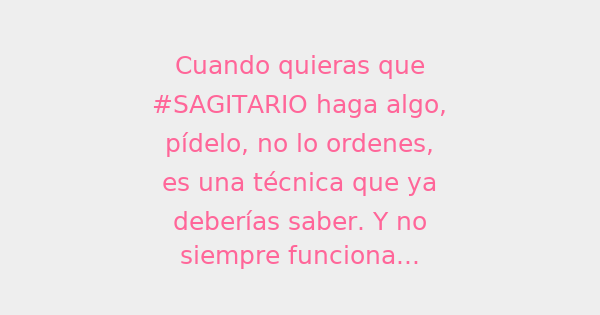 Cuando quieras que
#SAGITARIO haga algo,
pídelo, no lo ordenes,
es una técnica que ya
deberías saber. Y no
siempre funciona...